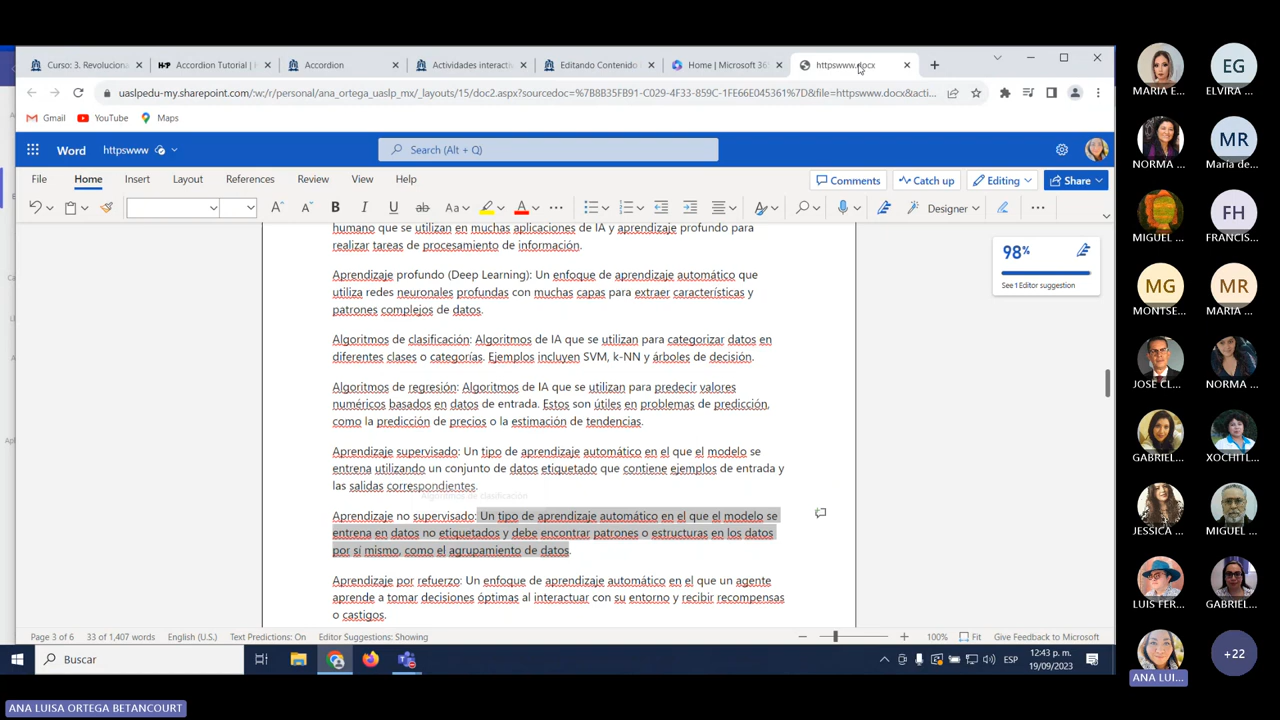 Curso: 3. Revoluciona
Accordion Tutorial |
Accordion
Actividades interactiv
Editando Contenido
Home | Microsoft 36
httpswww.docx
uaslpedu-my.sharepoint.com/:w:/r/personal/ana_ortega_uaslp_mx/_layouts/15/doc2.aspx?sourcedoc=%7B8B35FB91-C029-4F33-859C-1FE66E045361%7D&file=httpswww.docx&acti...
Gmail
YouTube
Maps
Word
httpswww
Search (Alt + Q)
File
Home
Insert
Layout
References
Review
View
Help
Comments
Catch up
Editing
Share
B
I
U
ab
Aa
A
Designer
humano que se utilizan en muchas aplicaciones de IA y aprendizaje profundo para
realizar tareas de procesamiento de información.
Aprendizaje profundo (Deep Learning): Un enfoque de aprendizaje automático que
utiliza redes neuronales profundas con muchas capas para extraer características y
patrones complejos de datos.
Algoritmos de clasificación: Algoritmos de IA que se utilizan para categorizar datos en
diferentes clases o categorías. Ejemplos incluyen SVM, k-NN y árboles de decisión.
Algoritmos de regresión: Algoritmos de IA que se utilizan para predecir valores
numéricos basados en datos de entrada. Estos son útiles en problemas de predicción,
como la predicción de precios o la estimación de tendencias.
Aprendizaje supervisado: Un tipo de aprendizaje automático en el que el modelo se
entrena utilizando un conjunto de datos etiquetado que contiene ejemplos de entrada y
las salidas correspondientes.
Algoritmos de clasificación
Aprendizaje no supervisado: Un tipo de aprendizaje automático en el que el modelo se
entrena en datos no etiquetados y debe encontrar patrones o estructuras en los datos
por sí mismo, como el agrupamiento de datos.
Aprendizaje por refuerzo: Un enfoque de aprendizaje automático en el que un agente
aprende a tomar decisiones óptimas al interactuar con su entorno y recibir recompensas
o castigos.
98%
See 1 Editor suggestion
Page 3 of 6
33 of 1,407 words
English (U.S.)
Text Predictions: On
Editor Suggestions: Showing
100%
Fit
Give Feedback to Microsoft
Buscar
ESP
12:43 p. m.
19/09/2023
MARIA E...
EG
ELVIRA ...
NORMA ...
MR
María de...
MIGUEL ...
FH
FRANCIS...
MG
MONTSE...
MR
MARIA ...
JOSE CL...
NORMA ...
GABRIEL...
XOCHITL...
JESSICA ...
MIGUEL ...
LUIS FER...
GABRIEL...
ANA LUI...
+22
ANA LUISA ORTEGA BETANCOURT